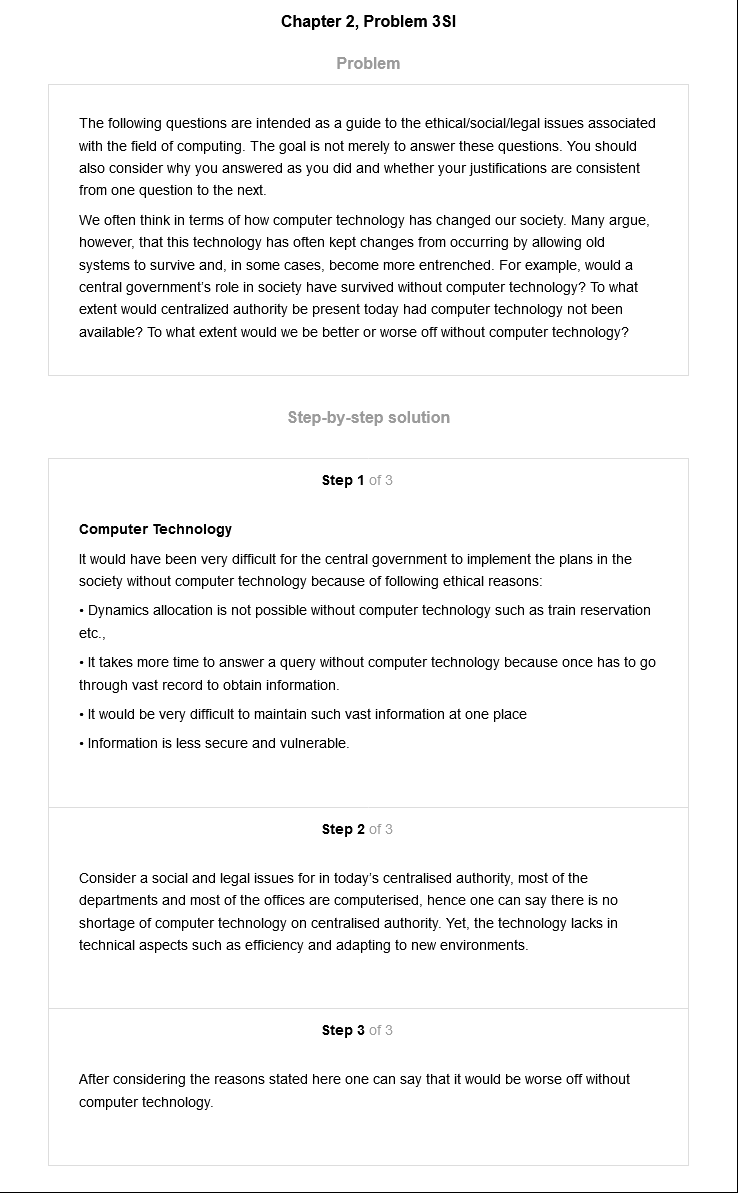 Chapter 2, Problem 3SI
Problem
The following questions are intended as a guide to the ethical/social/legal issues associated
with the field of computing. The goal is not merely to answer these questions. You should
also consider why you answered as you did and whether your justifications are consistent
from one question to the next.
We often think in terms of how computer technology has changed our society. Many argue,
however, that this technology has often kept changes from occurring by allowing old
systems to survive and, in some cases, become more entrenched. For example, would a
central government's role in society have survived without computer technology? To what
extent would centralized authority be present today had computer technology not been
available? To what extent would we be better or worse off without computer technology?
Step-by-step solution
Step 1 of 3
Computer Technology
It would have been very difficult for the central government to implement the plans in the
society without computer technology because of following ethical reasons:
• Dynamics allocation is not possible without computer technology such as train reservation
etc.,
• It takes more time to answer a query without computer technology because once has to go
through vast record to obtain information.
• It would be very difficult to maintain such vast information at one place
• Information is less secure and vulnerable.
Step 2 of 3
Consider a social and legal issues for in today's centralised authority, most of the
departments and most of the offices are computerised, hence one can say there is no
shortage of computer technology on centralised authority. Yet, the technology lacks in
technical aspects such as efficiency and adapting to new environments.
Step 3 of 3
After considering the reasons stated here one can say that it would be worse off without
computer technology.